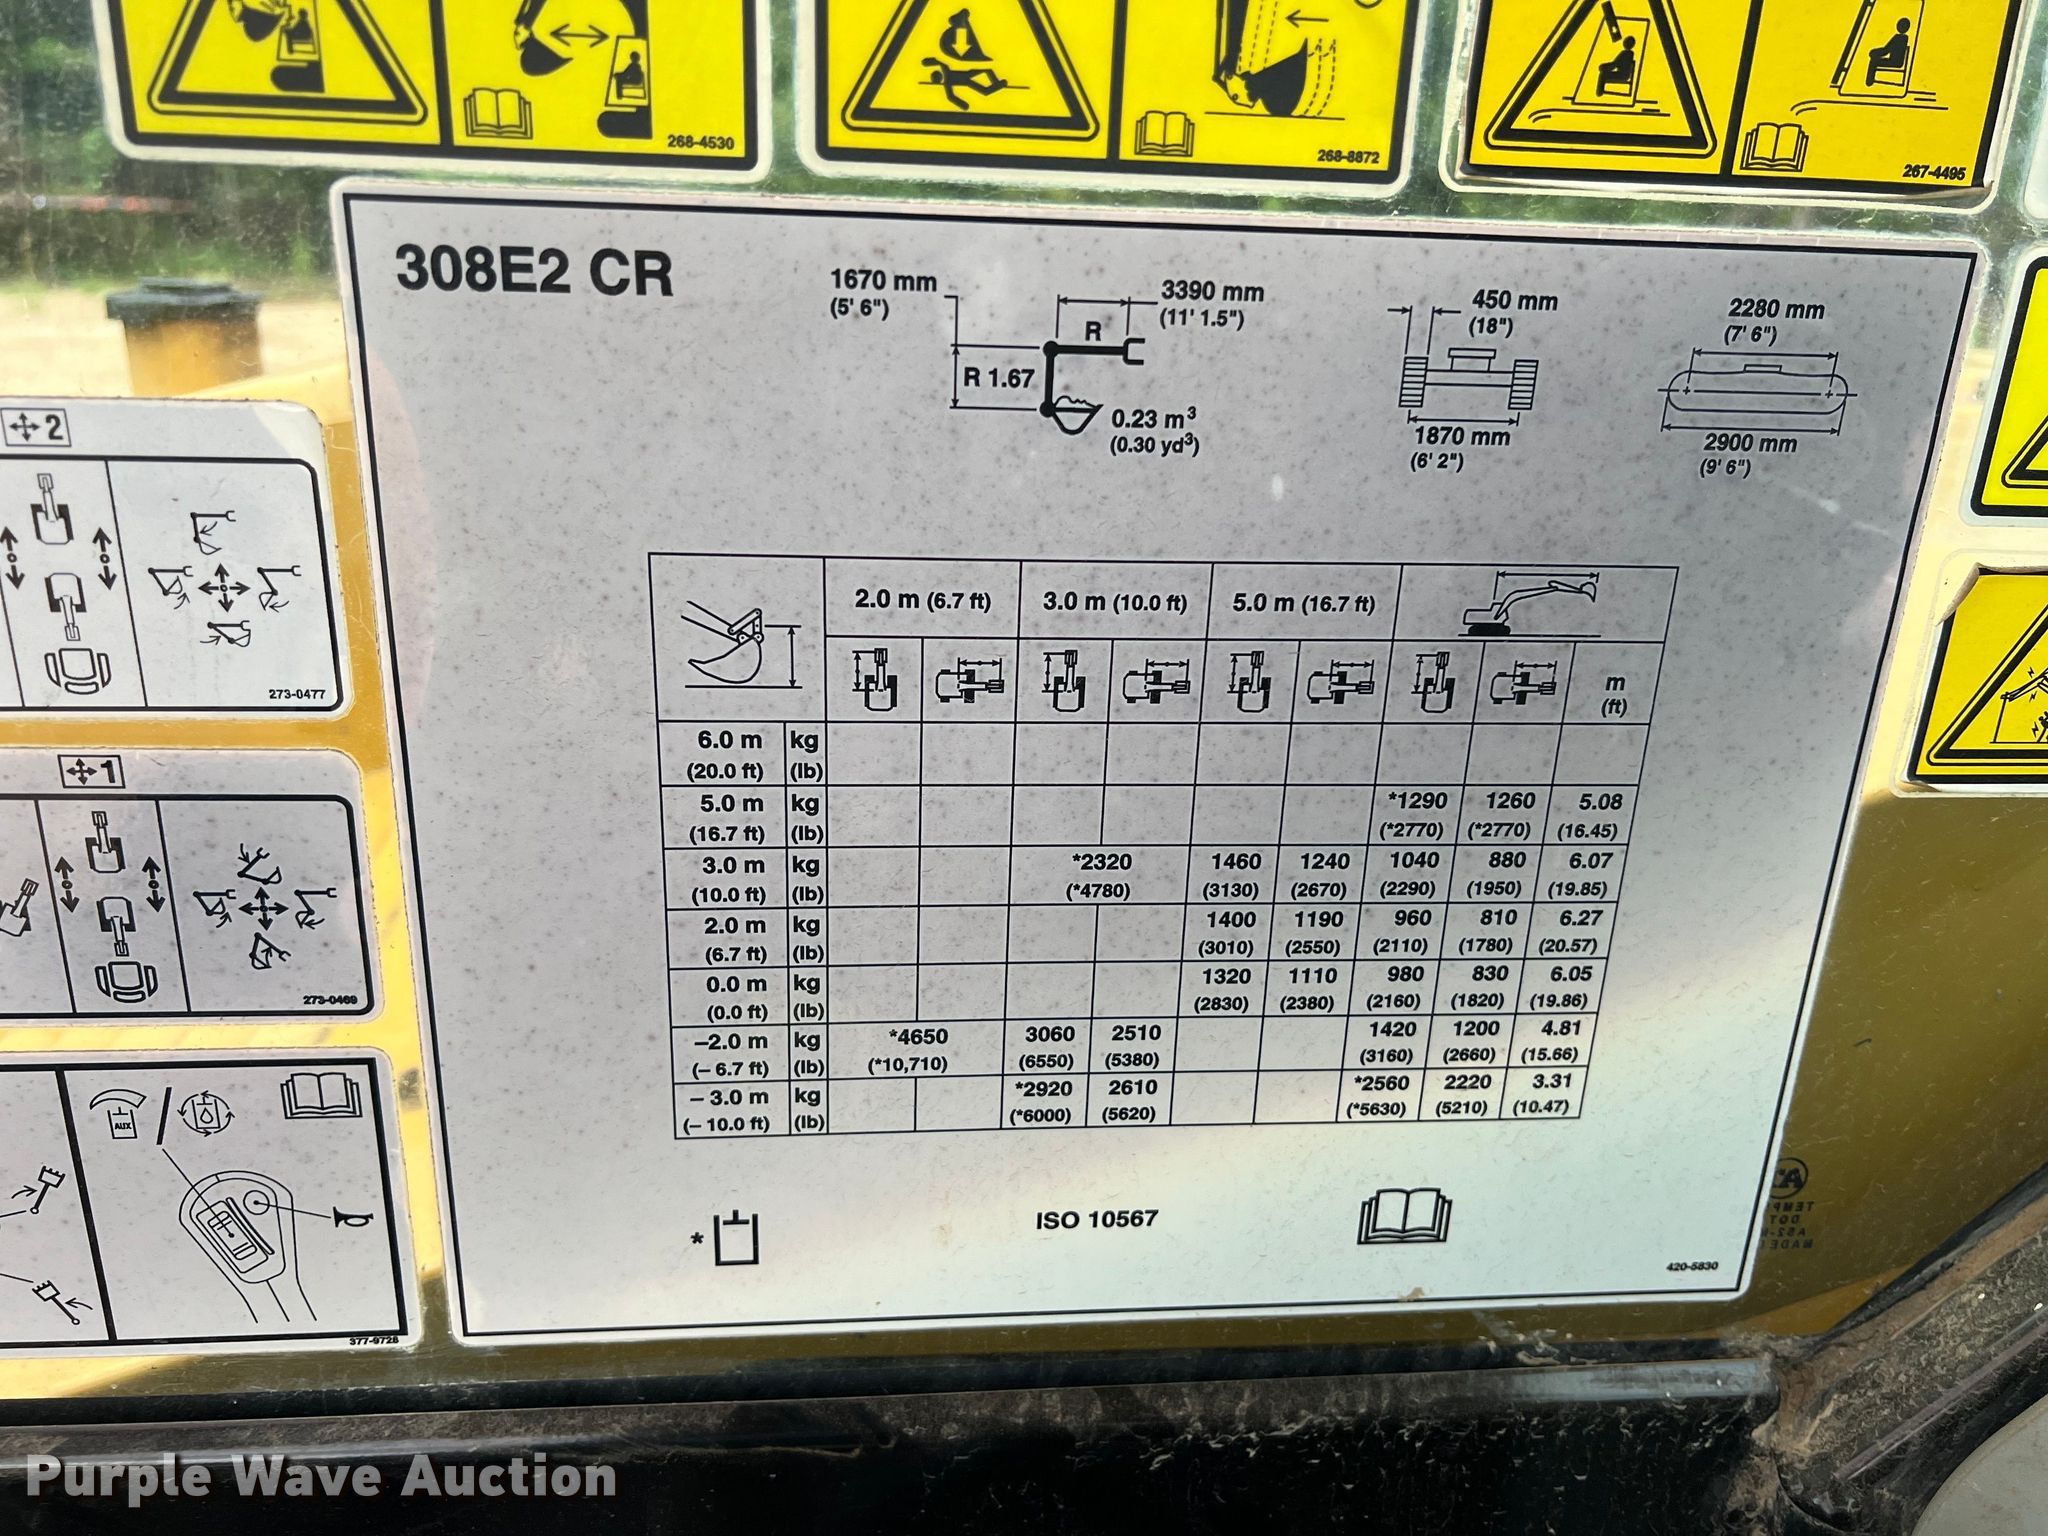 268-4530
268-8872
267-4495
308E2 CR
1670 mm
(5' 6")
3390 mm
(11' 1.5")
R
R 1.67
0.23 m³
(0.30 yd³)
450 mm
(18")
1870 mm
(6' 2")
2280 mm
(7' 6")
2900 mm
(9' 6")
2.0 m (6.7 ft) 3.0 m (10.0 ft) 5.0 m (16.7 ft)
m
(ft)
6.0 m kg
(20.0 ft) (lb)
5.0 m kg *1290 1260 5.08
(16.7 ft) (lb) (*2770) (*2770) (16.45)
3.0 m kg *2320 1460 1240 1040 880 6.07
(10.0 ft) (lb) (*4780) (3130) (2670) (2290) (1950) (19.85)
2.0 m kg 1400 1190 960 810 6.27
(6.7 ft) (lb) (3010) (2550) (2110) (1780) (20.57)
0.0 m kg 1320 1110 980 830 6.05
(0.0 ft) (lb) (2830) (2380) (2160) (1820) (19.86)
–2.0 m kg *4650 3060 2510 1420 1200 4.81
(– 6.7 ft) (lb) (*10,710) (6550) (5380) (3160) (2660) (15.66)
– 3.0 m kg *2920 2610 *2560 2220 3.31
(– 10.0 ft) (lb) (*6000) (5620) (*5630) (5210) (10.47)
*
ISO 10567
420-5830
2
273-0477
1
273-0469
AUX
377-9728
Purple Wave Auction